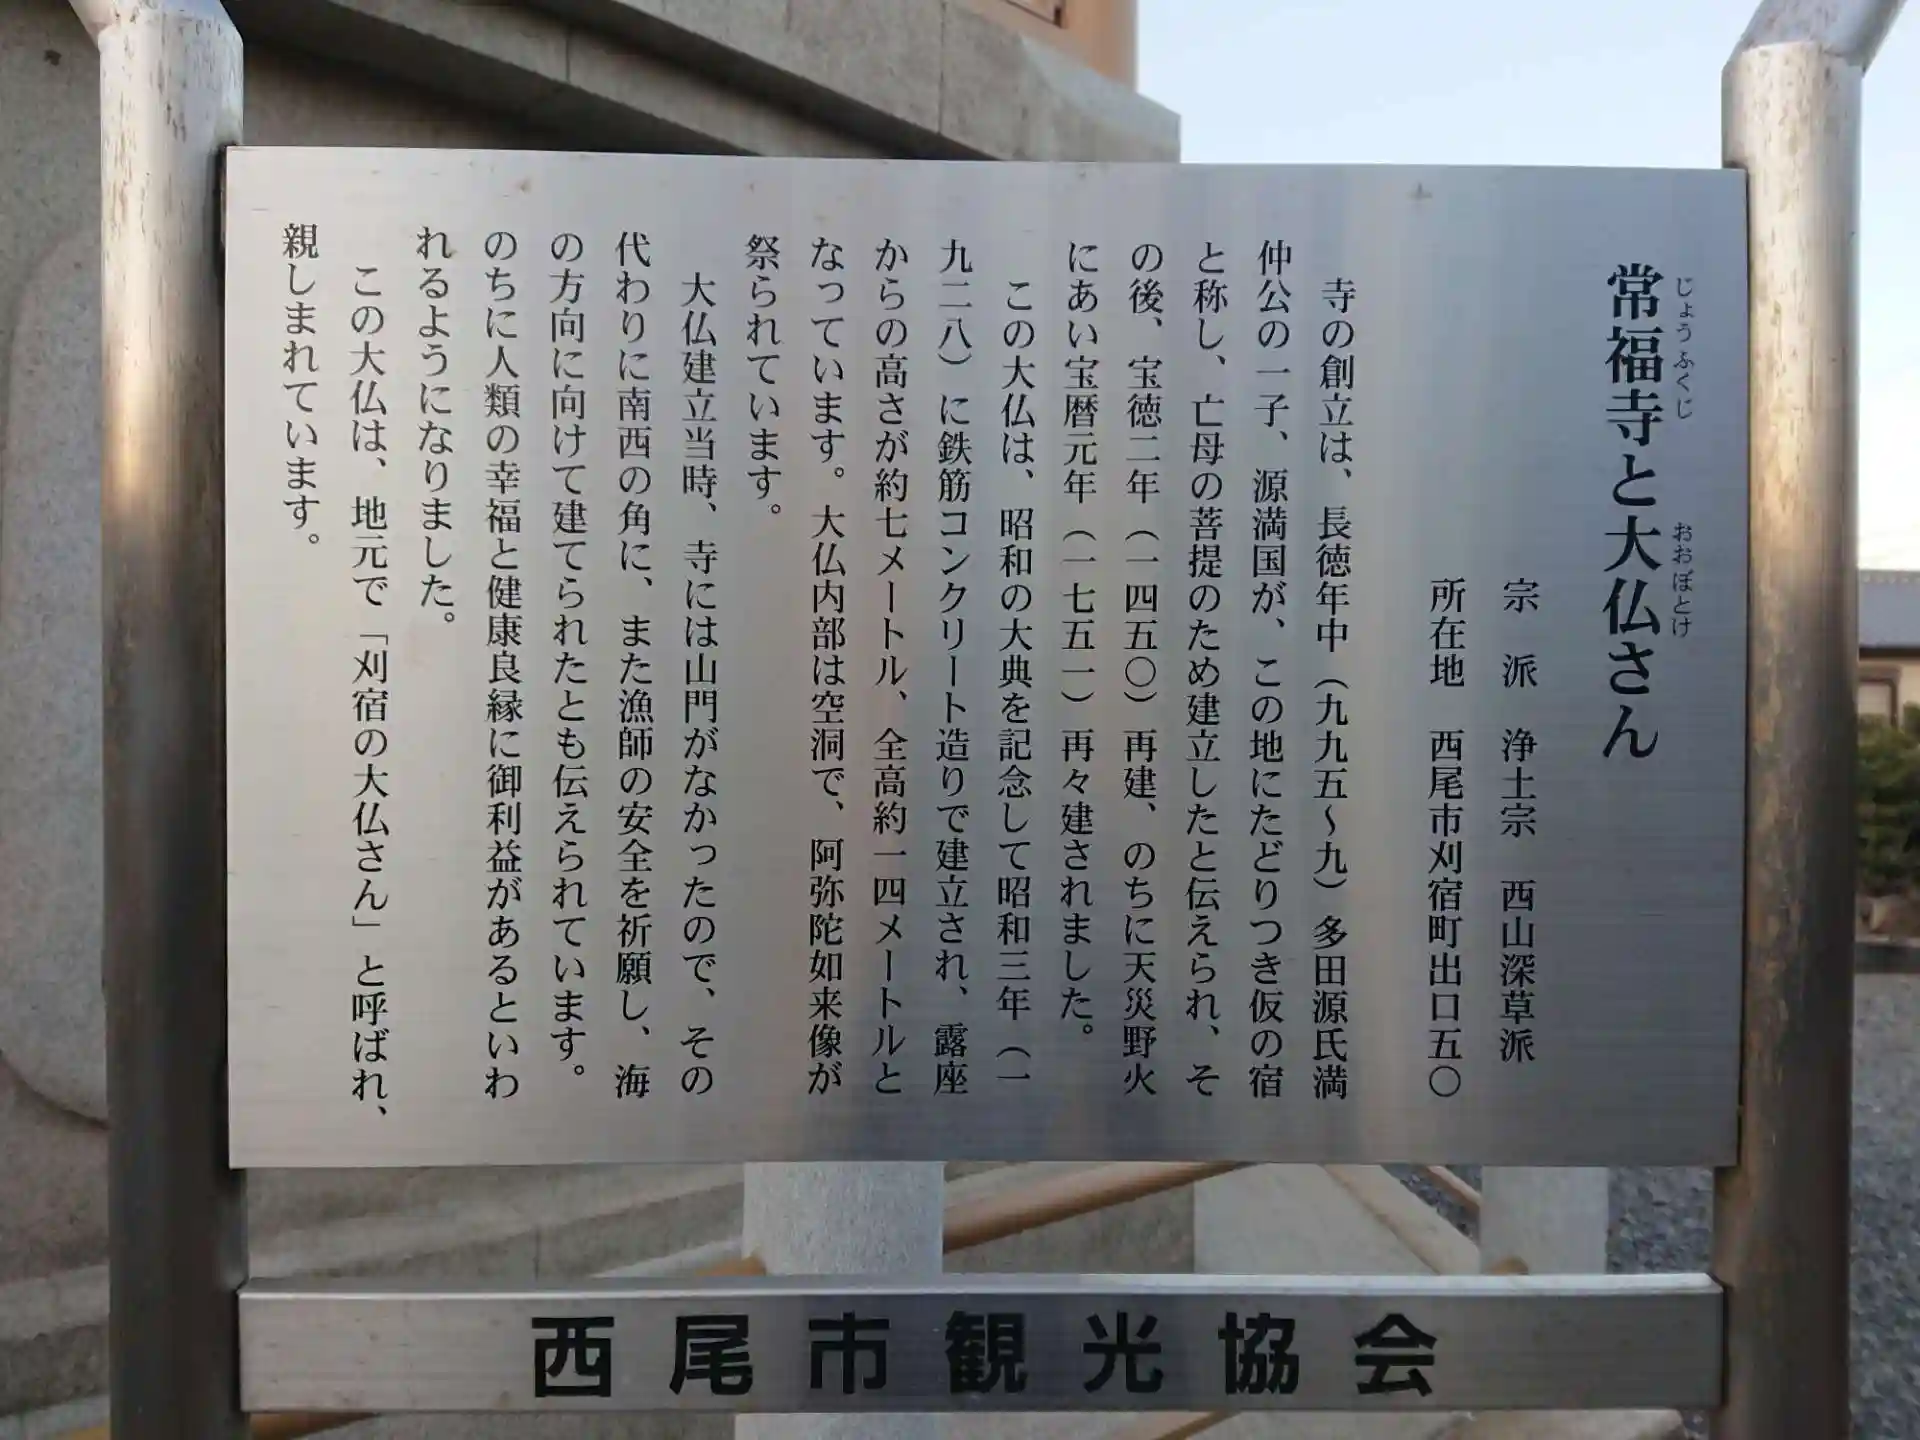 常福寺と大仏さん
じょうふくじ
おおぼとけ
宗　派　浄土宗　西山深草派
所在地　西尾市刈宿町出口五〇
寺の創立は、長徳年中（九九五～九）多田源氏満
仲公の一子、源満国が、この地にたどりつき仮の宿
と称し、亡母の菩提のため建立したと伝えられ、そ
の後、宝徳二年（一四五〇）再建、のちに天災野火
にあい宝暦元年（一七五一）再々建されました。
この大仏は、昭和の大典を記念して昭和三年（一
九二八）に鉄筋コンクリート造りで建立され、露座
からの高さが約七メートル、全高約一四メートルと
なっています。大仏内部は空洞で、阿弥陀如来像が
祭られています。
大仏建立当時、寺には山門がなかったので、その
代わりに南西の角に、また漁師の安全を祈願し、海
の方向に向けて建てられたとも伝えられています。
のちに人類の幸福と健康良縁に御利益があるといわ
れるようになりました。
この大仏は、地元で「刈宿の大仏さん」と呼ばれ、
親しまれています。
西尾市観光協会